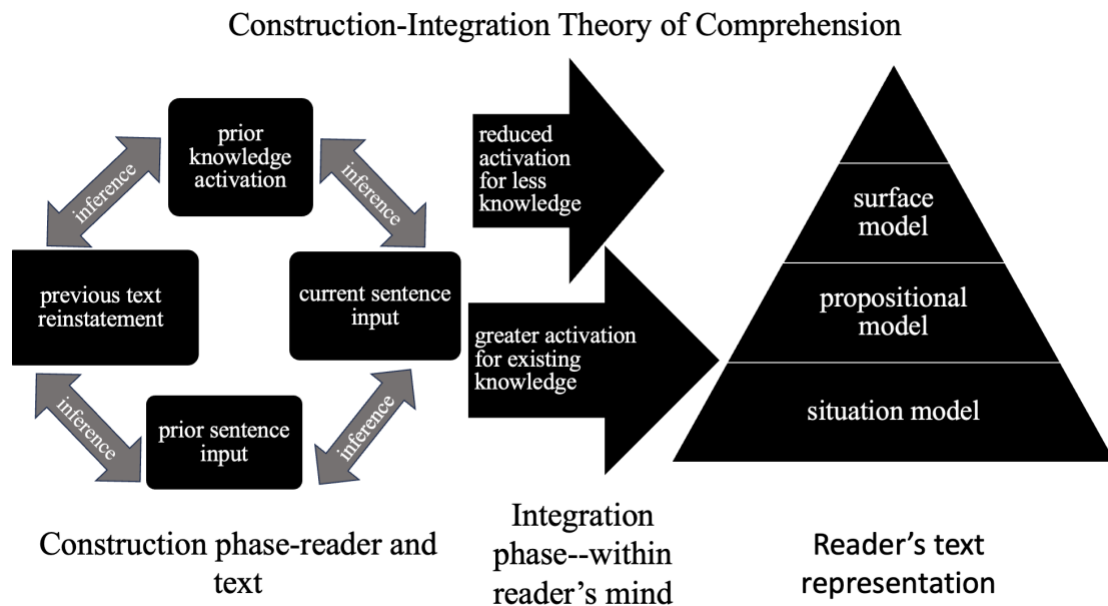 Construction-Integration Theory of Comprehension
prior
knowledge
activation
inference
inference
previous text
reinstatement
current sentence
input
inference
inference
prior sentence
input
Construction phase-reader and
text
reduced
activation
for less
knowledge
greater activation
for existing
knowledge
Integration
phase--within
reader's mind
surface
model
propositional
model
situation model
Reader's text
representation